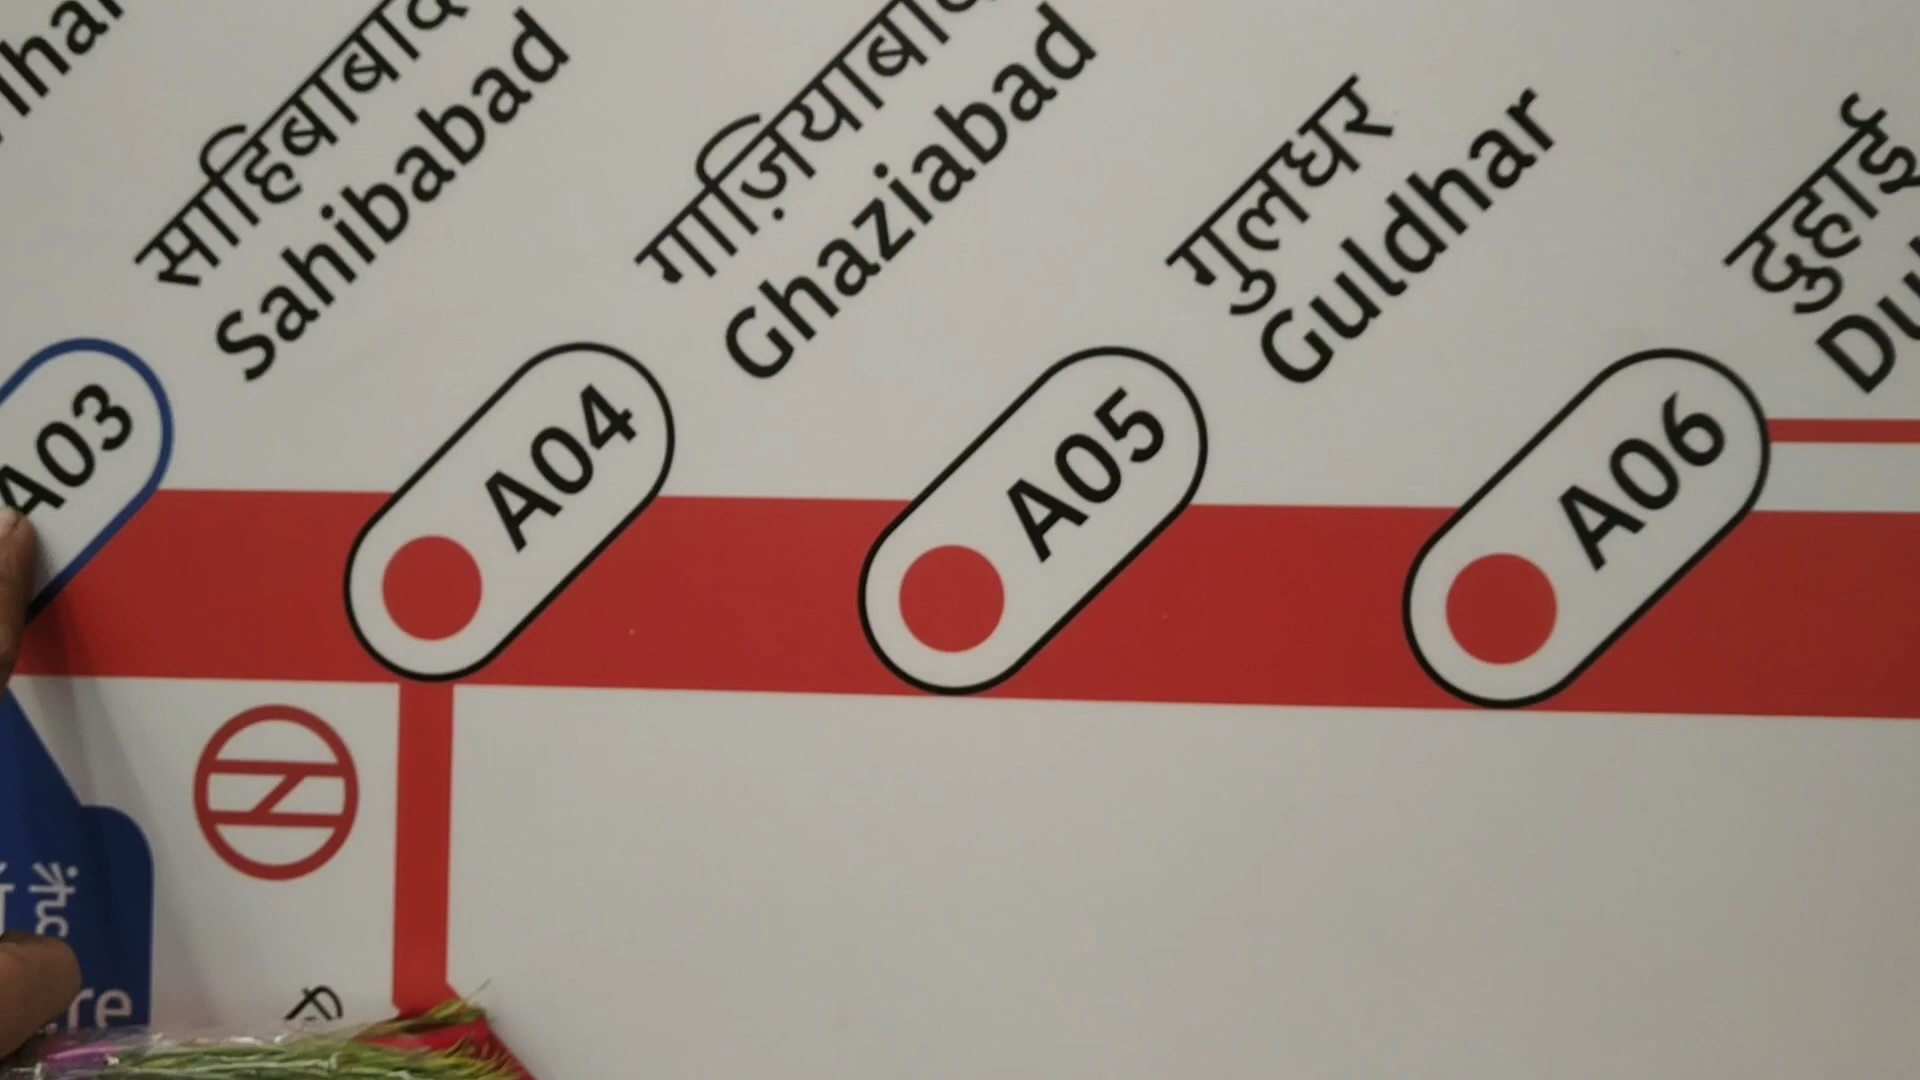 साहिबाबाद
Sahibabad
गाज़ियाबाद
Ghaziabad
गुलधर
Guldhar
दुहाई
A03
A04
A05
A06